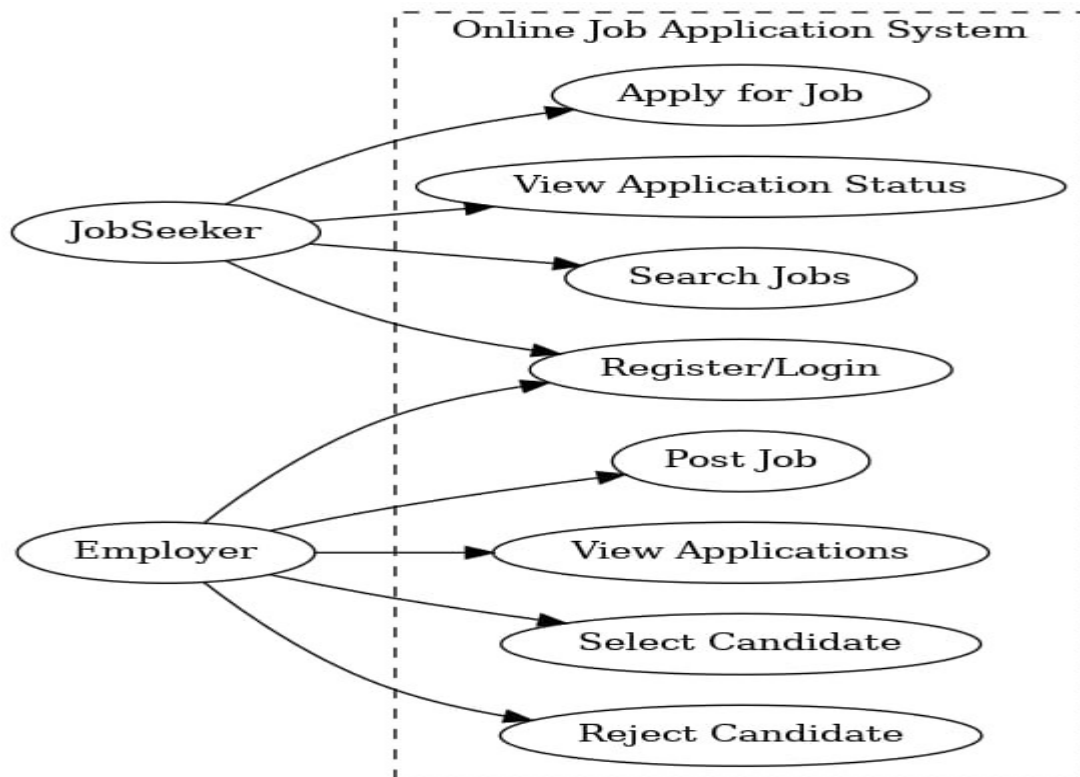 Online Job Application System
Apply for Job
View Application Status
JobSeeker
Search Jobs
Register/Login
Post Job
Employer
View Applications
Select Candidate
Reject Candidate